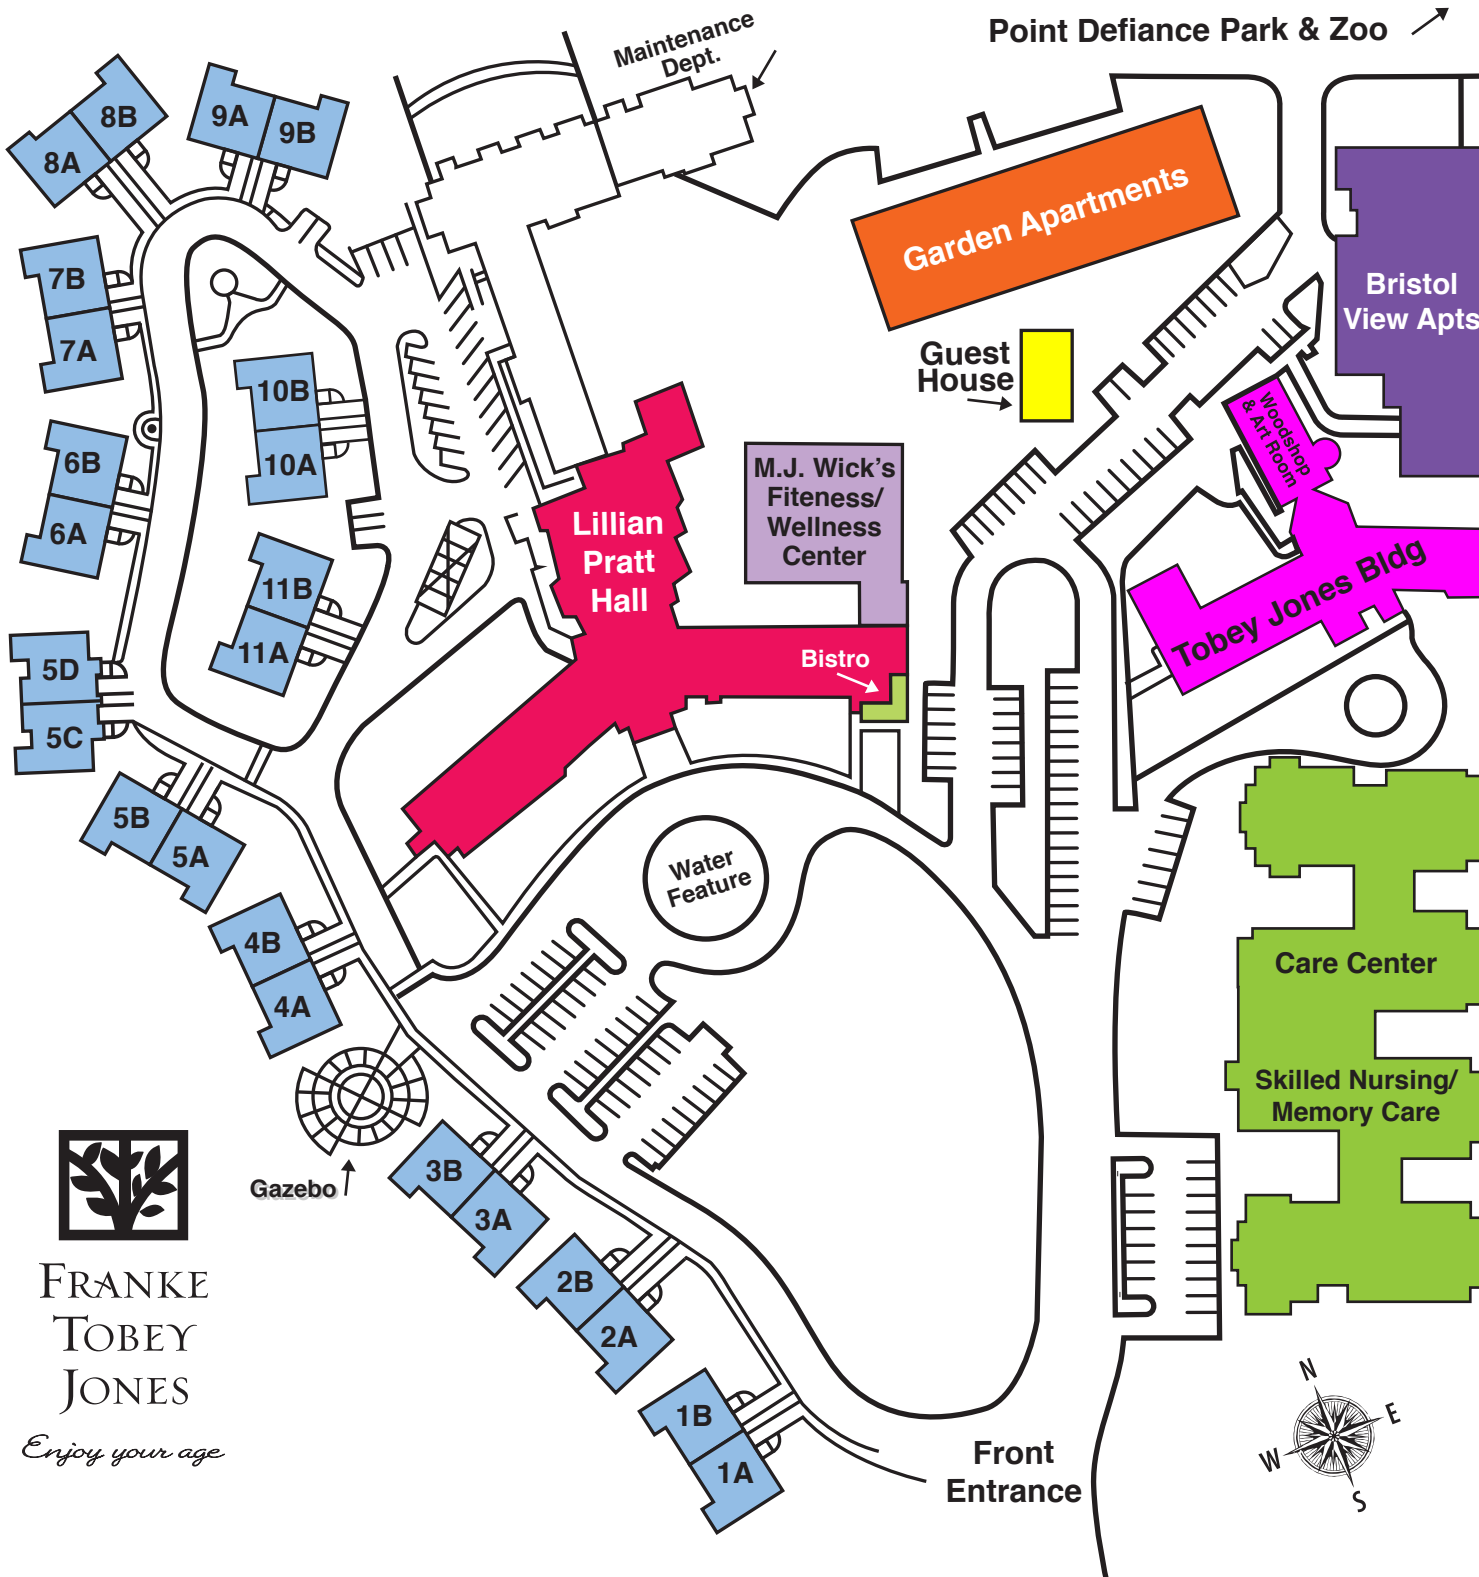 Point Defiance Park & Zoo
Maintenance
Dept.
8B
8A
9A
9B
Garden Apartments
7B
7A
Bristol
View Apts
Guest
House
10B
10A
Woodshop
& Art Room
6B
6A
M.J. Wick's
Fiteness/
Wellness
Center
Lillian
Pratt
Hall
Tobey Jones Bldg
11B
11A
Bistro
5D
5C
5B
5A
Water
Feature
4B
4A
Care Center
Skilled Nursing/
Memory Care
Gazebo
3B
3A
2B
2A
1B
1A
Front
Entrance
FRANKE
TOBEY
JONES
Enjoy your age
N
E
W
S